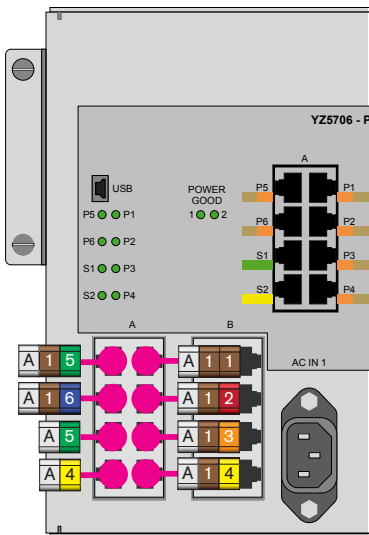 YZ5706 - P
A
USB
POWER
GOOD
1 2
P5 P1
P6 P2
S1 P3
S2 P4
P5 P1
P6 P2
S1 P3
S2 P4
A B
AC IN 1
A 1 5 A 1 1
A 1 6 A 1 2
A 5 A 1 3
A 4 A 1 4